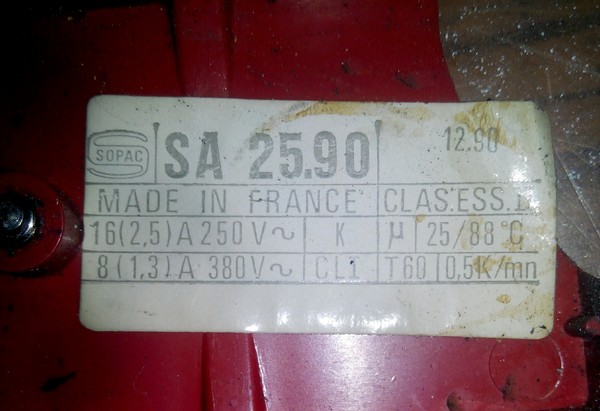 SOPAC SA 25.90 12.90
MADE IN FRANCE CLAS.ESS.
16(2,5)A 250V~ K µ 25/88°C
8(1,3)A 380V~ CL1 T60 0,5K/mn